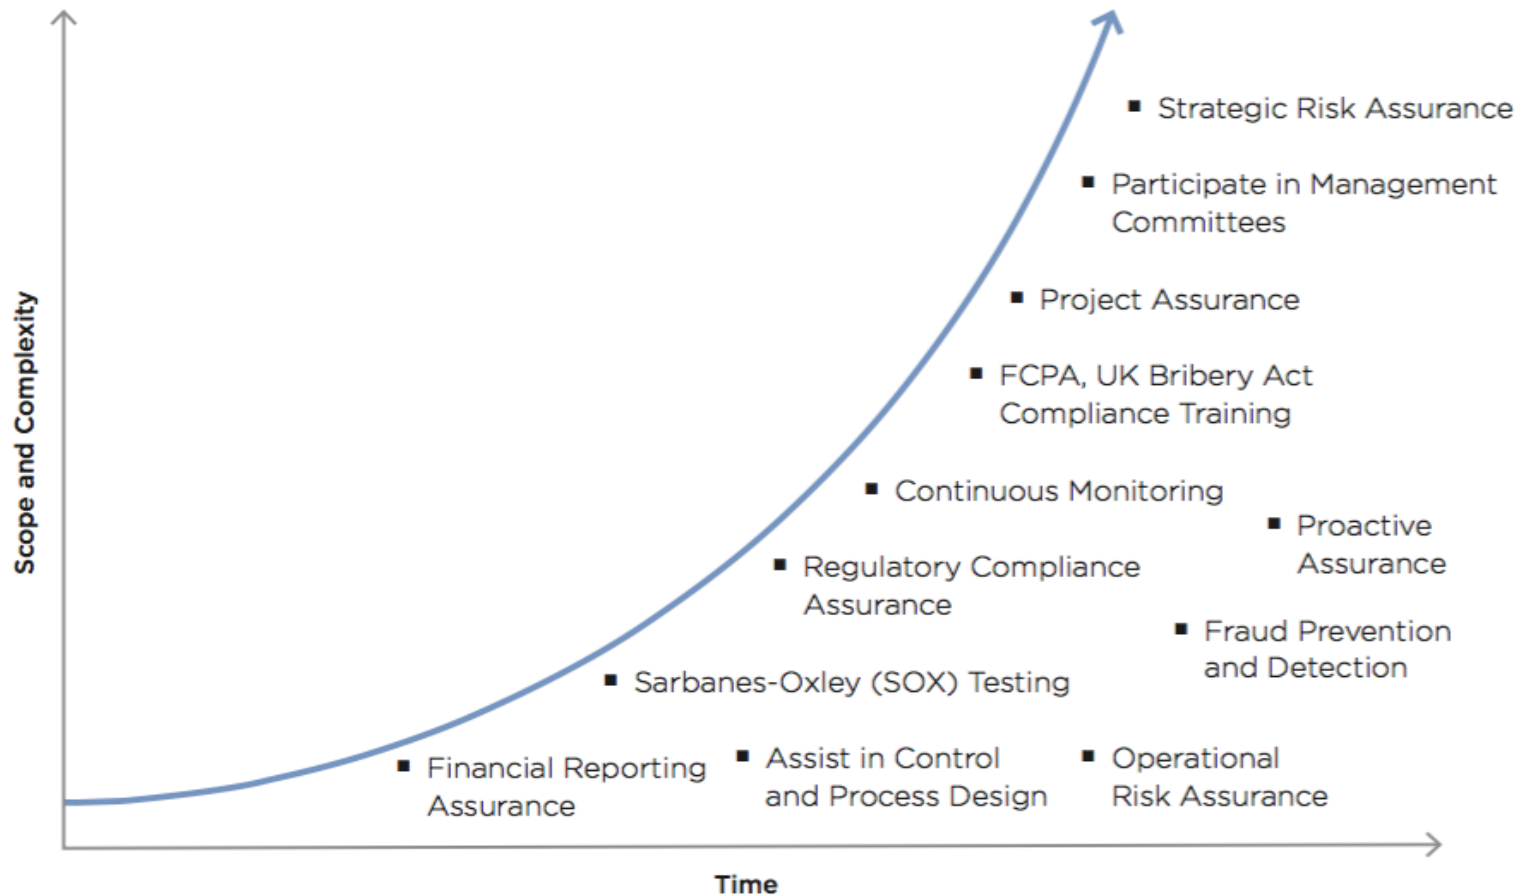 Scope and Complexity
Strategic Risk Assurance
Participate in Management
Committees
Project Assurance
FCPA, UK Bribery Act
Compliance Training
Continuous Monitoring
Proactive
Assurance
Regulatory Compliance
Assurance
Fraud Prevention
and Detection
Sarbanes-Oxley (SOX) Testing
Financial Reporting
Assurance
Assist in Control
and Process Design
Operational
Risk Assurance
Time